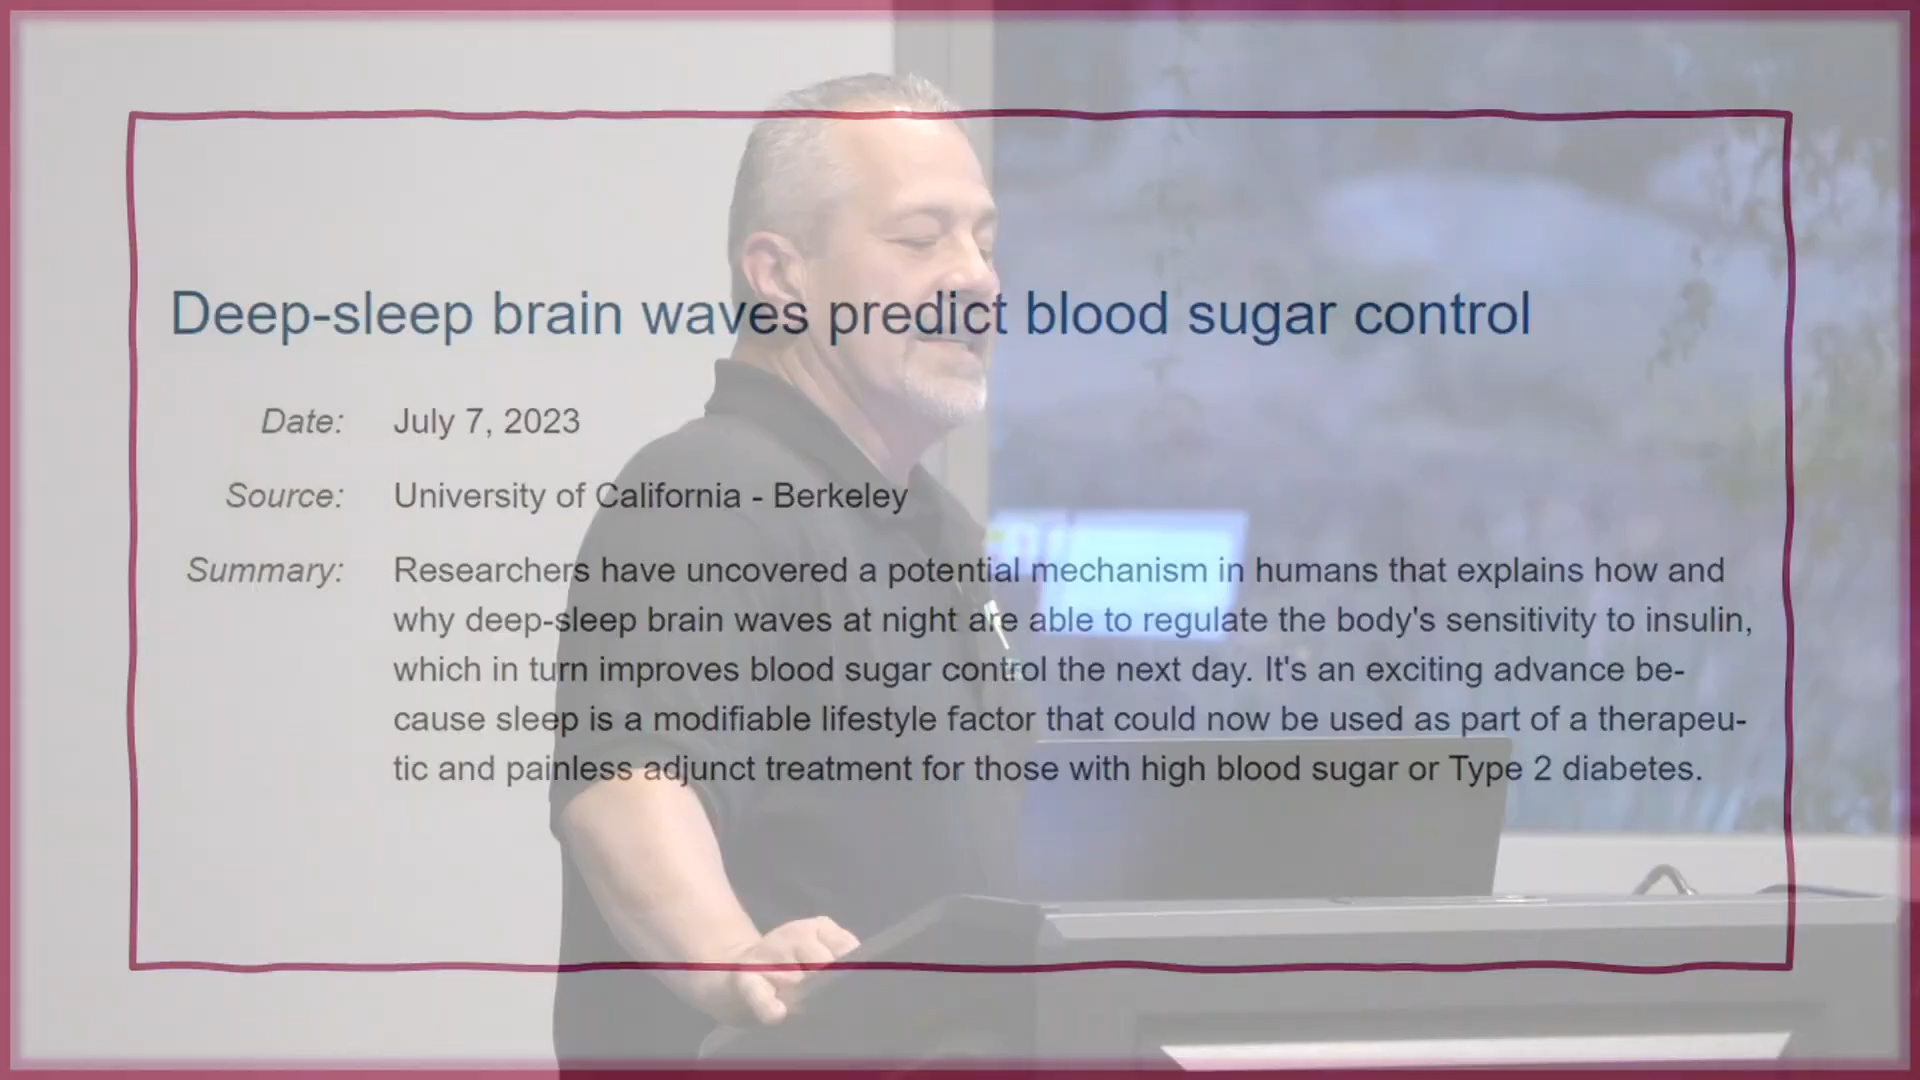 Deep-sleep brain waves predict blood sugar control
Date: July 7, 2023
Source: University of California - Berkeley
Summary: Researchers have uncovered a potential mechanism in humans that explains how and
why deep-sleep brain waves at night are able to regulate the body's sensitivity to insulin,
which in turn improves blood sugar control the next day. It's an exciting advance be-
cause sleep is a modifiable lifestyle factor that could now be used as part of a therapeu-
tic and painless adjunct treatment for those with high blood sugar or Type 2 diabetes.